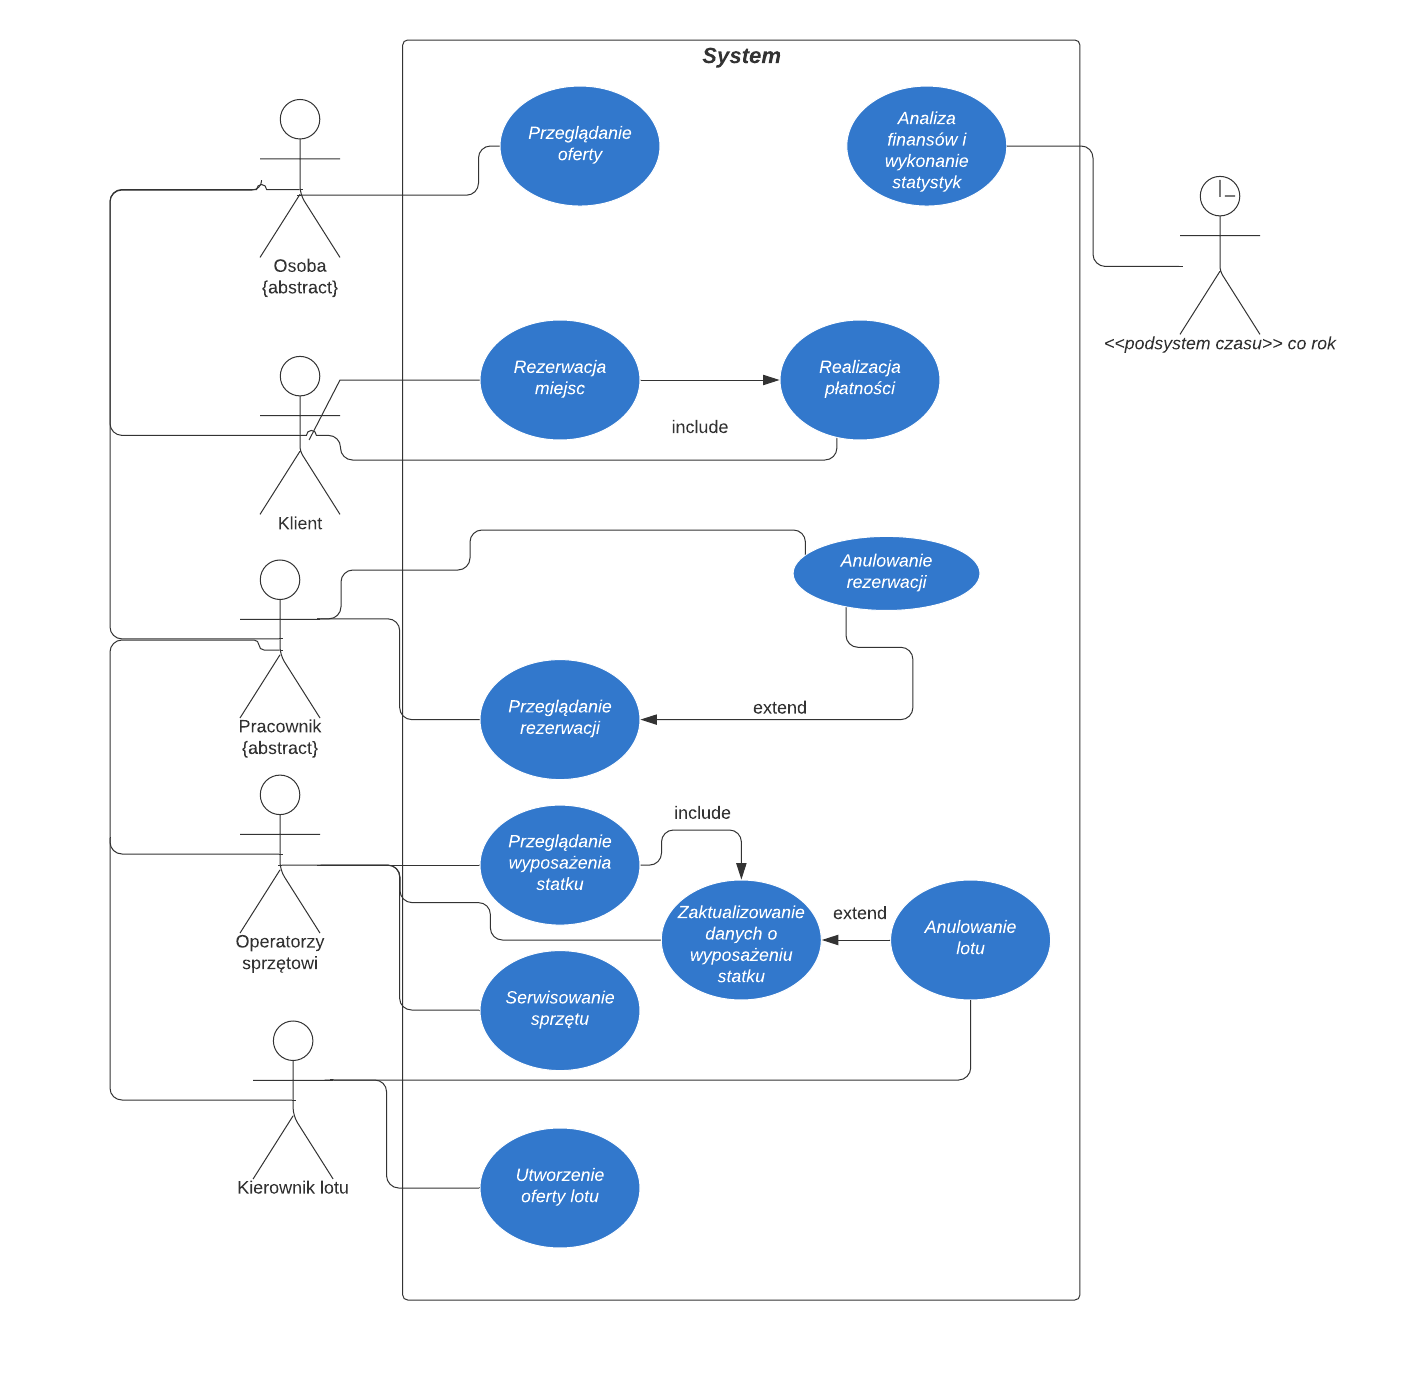 System
Przeglądanie
oferty
Analiza
finansów i
wykonanie
statystyk
Osoba
{abstract}
<<podsystem czasu>> co rok
Rezerwacja
miejsc
Realizacja
płatności
include
Klient
Anulowanie
rezerwacji
Przeglądanie
rezerwacji
extend
Pracownik
{abstract}
include
Przeglądanie
wyposażenia
statku
Zaktualizowanie
danych o
wyposażeniu
statku
extend
Anulowanie
lotu
Operatorzy
sprzętowi
Serwisowanie
sprzętu
Kierownik lotu
Utworzenie
oferty lotu